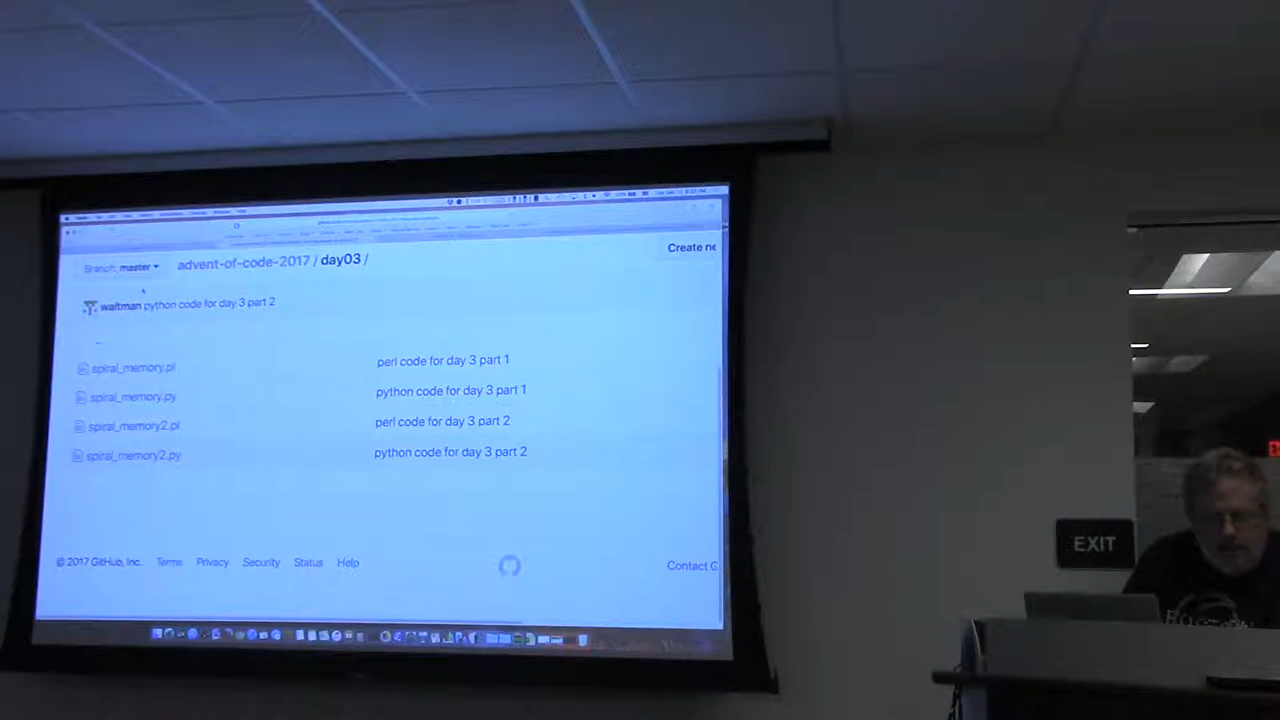 Create ne
Branch: master
advent-of-code-2017 / day03 /
waltman python code for day 3 part 2
..
spiral_memory.pl perl code for day 3 part 1
spiral_memory.py python code for day 3 part 1
spiral_memory2.pl perl code for day 3 part 2
spiral_memory2.py python code for day 3 part 2
© 2017 GitHub, Inc. Terms Privacy Security Status Help Contact G
EXIT